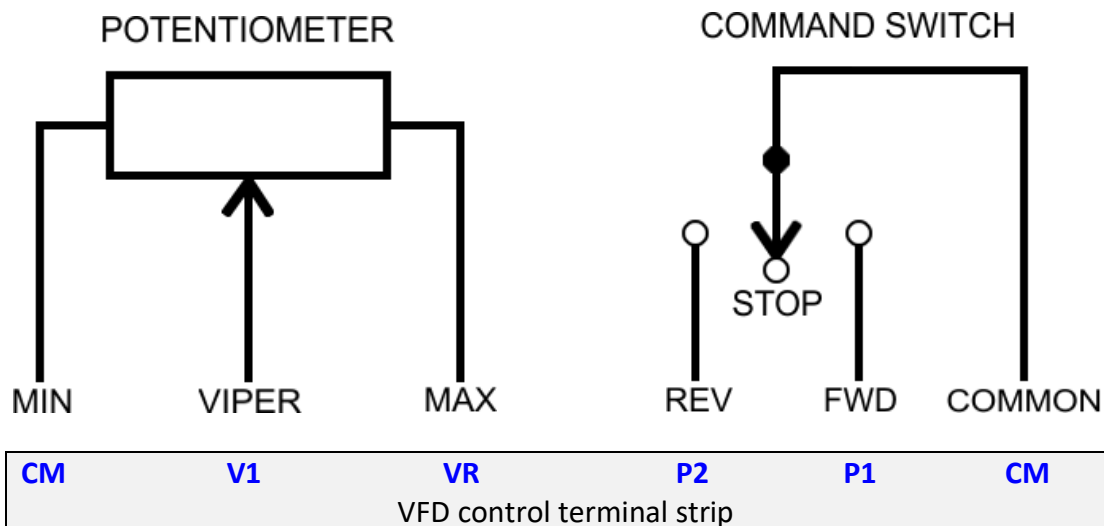 POTENTIOMETER
COMMAND SWITCH
STOP
MIN VIPER MAX REV FWD COMMON
CM V1 VR P2 P1 CM
VFD control terminal strip